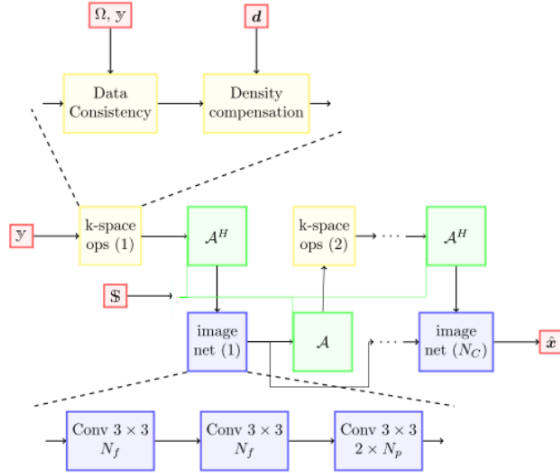 Ω, 𝕪
d
Data
Consistency
Density
compensation
𝕪
k-space
ops (1)
𝒜^H
k-space
ops (2)
···
𝒜^H
𝕊
image
net (1)
𝒜
···
image
net (N_C)
x̂
Conv 3 × 3
N_f
Conv 3 × 3
N_f
Conv 3 × 3
2 × N_p